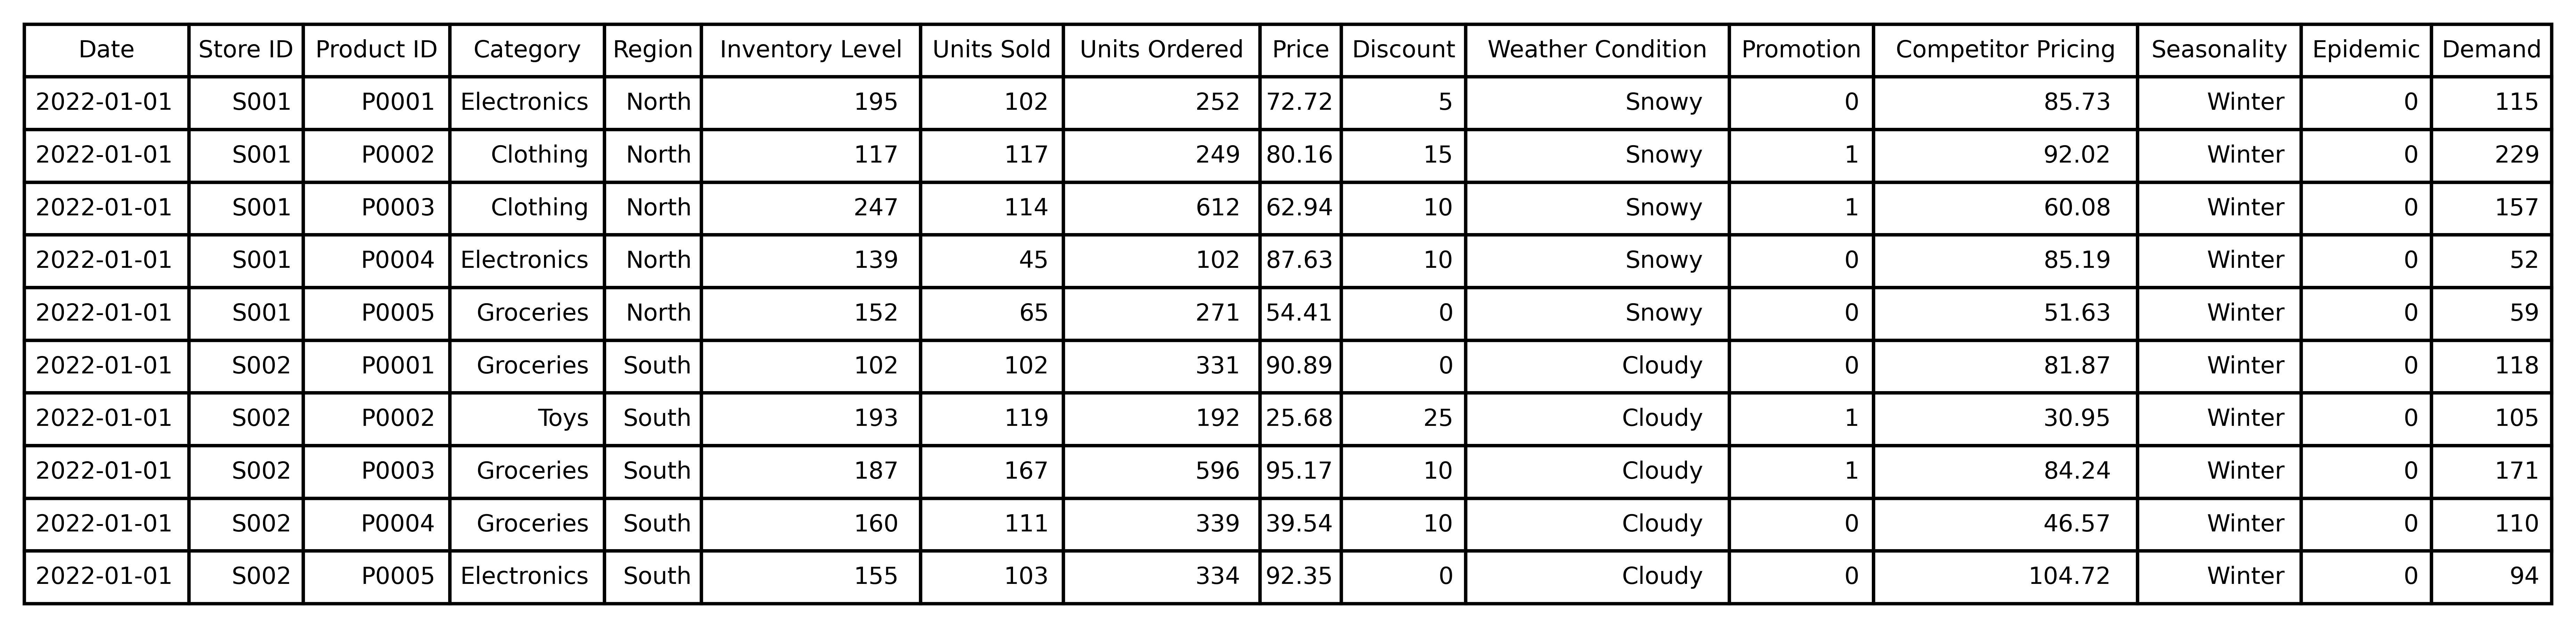 Date Store ID Product ID Category Region Inventory Level Units Sold Units Ordered Price Discount Weather Condition Promotion Competitor Pricing Seasonality Epidemic Demand
2022-01-01 S001 P0001 Electronics North 195 102 252 72.72 5 Snowy 0 85.73 Winter 0 115
2022-01-01 S001 P0002 Clothing North 117 117 249 80.16 15 Snowy 1 92.02 Winter 0 229
2022-01-01 S001 P0003 Clothing North 247 114 612 62.94 10 Snowy 1 60.08 Winter 0 157
2022-01-01 S001 P0004 Electronics North 139 45 102 87.63 10 Snowy 0 85.19 Winter 0 52
2022-01-01 S001 P0005 Groceries North 152 65 271 54.41 0 Snowy 0 51.63 Winter 0 59
2022-01-01 S002 P0001 Groceries South 102 102 331 90.89 0 Cloudy 0 81.87 Winter 0 118
2022-01-01 S002 P0002 Toys South 193 119 192 25.68 25 Cloudy 1 30.95 Winter 0 105
2022-01-01 S002 P0003 Groceries South 187 167 596 95.17 10 Cloudy 1 84.24 Winter 0 171
2022-01-01 S002 P0004 Groceries South 160 111 339 39.54 10 Cloudy 0 46.57 Winter 0 110
2022-01-01 S002 P0005 Electronics South 155 103 334 92.35 0 Cloudy 0 104.72 Winter 0 94